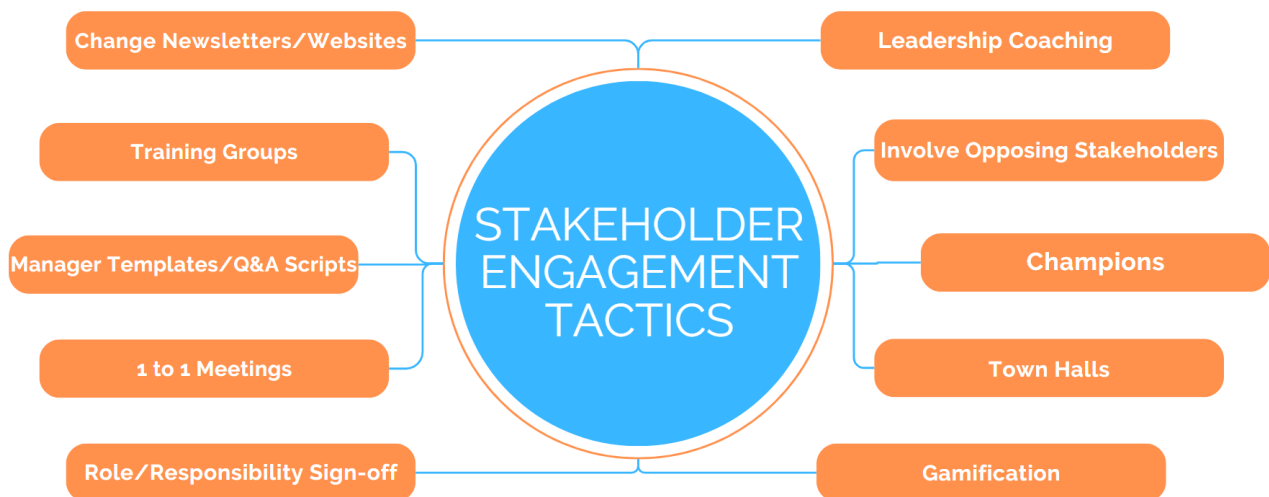 Change Newsletters/Websites
Leadership Coaching
Training Groups
Involve Opposing Stakeholders
Manager Templates/Q&A Scripts
STAKEHOLDER
ENGAGEMENT
TACTICS
Champions
1 to 1 Meetings
Town Halls
Role/Responsibility Sign-off
Gamification